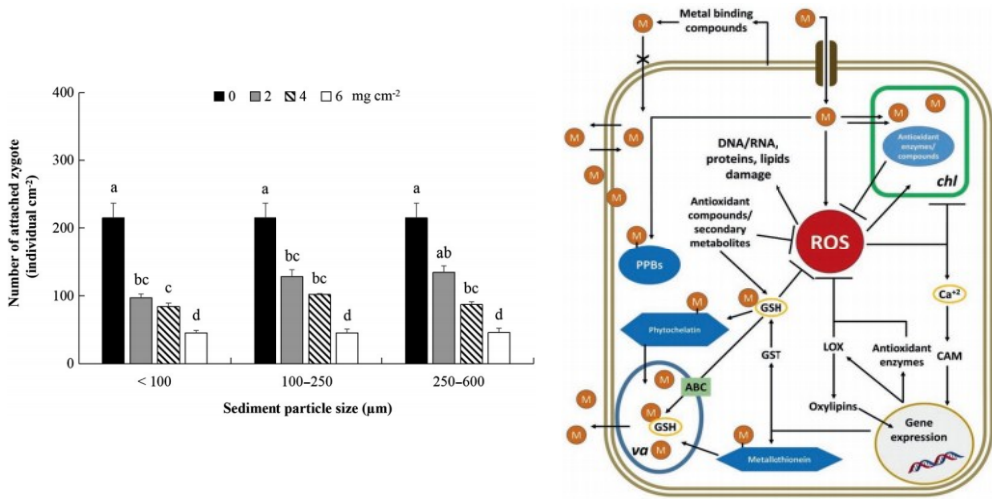 400
300
200
100
0
Number of attached zygote
(individual cm⁻²)
0 2 4 6 mg cm⁻²
a
bc
c
d
a
bc
bc
d
a
ab
bc
d
< 100
100–250
250–600
Sediment particle size (µm)
Metal binding
compounds
M
M
M
M
M
M
M
M
M
M
Antioxidant
enzymes/
compounds
chl
DNA/RNA,
proteins, lipids
damage
Antioxidant
compounds/
secondary
metabolites
ROS
M
PPBs
M
GSH
M
Phytochelatin
Ca⁺²
GST
LOX
Antioxidant
enzymes
CAM
ABC
M
M
GSH
M
va
M
M
Oxylipins
Gene
expression
M
Metallothionein